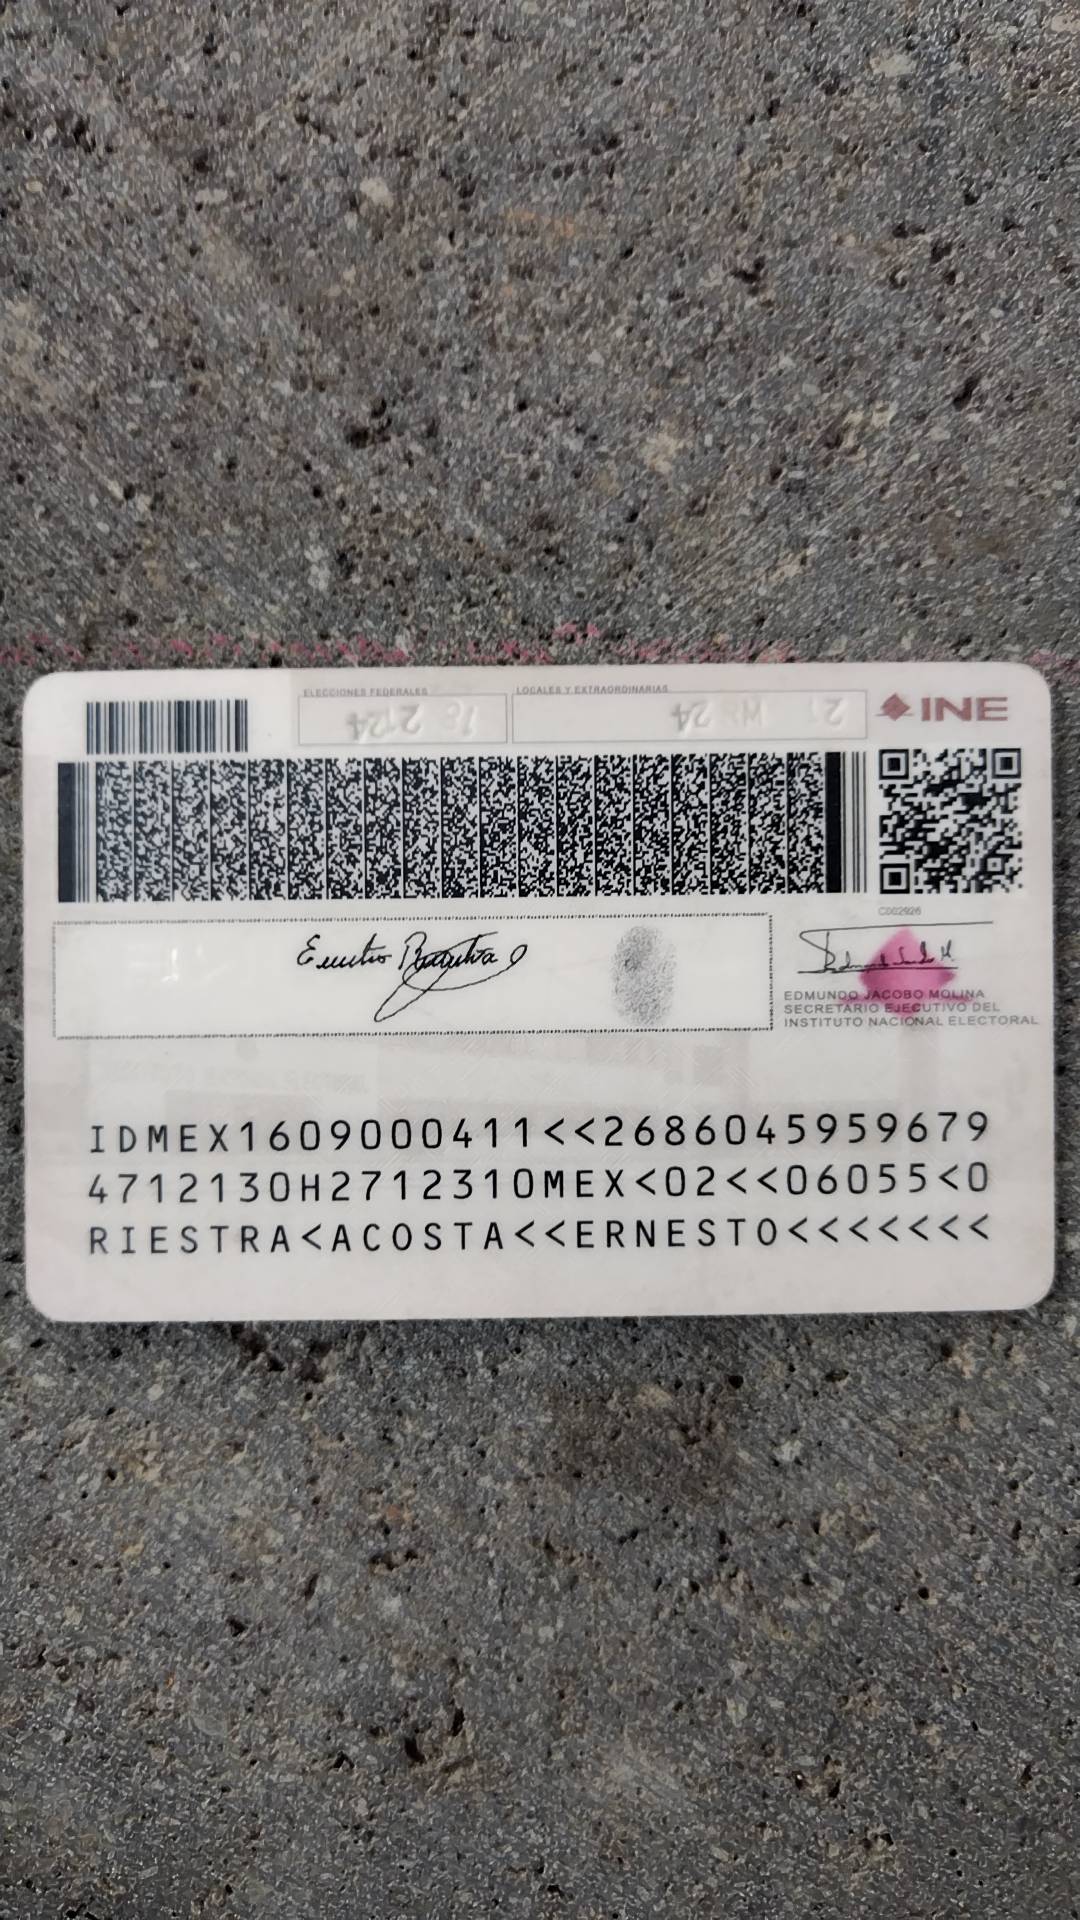 ELECCIONES FEDERALES
LOCALES Y EXTRAORDINARIAS
INE
C002926
EDMUNDO JACOBO MOLINA
SECRETARIO EJECUTIVO DEL
INSTITUTO NACIONAL ELECTORAL
IDMEX1609000411<<2686045959679
4712130H2712310MEX<02<<06055<0
RIESTRA<ACOSTA<<ERNESTO<<<<<<<